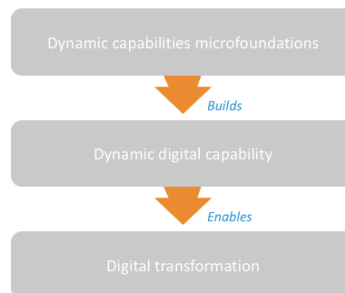 Dynamic capabilities microfoundations
Builds
Dynamic digital capability
Enables
Digital transformation